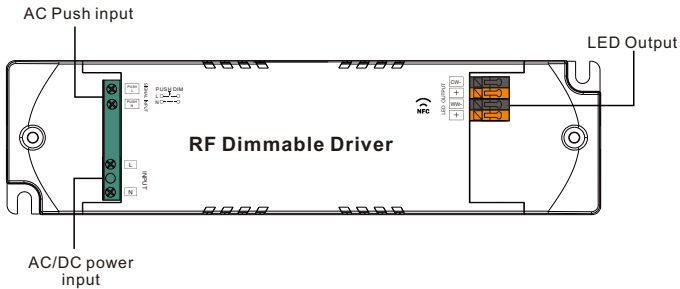 AC Push input
LED Output
PUSH
L
PUSH
N
SIGNAL INPUT
PUSH DIM
L
N
NFC
LED OUTPUT
CW-
+
WW-
+
RF Dimmable Driver
L
N
INPUT
AC/DC power
input